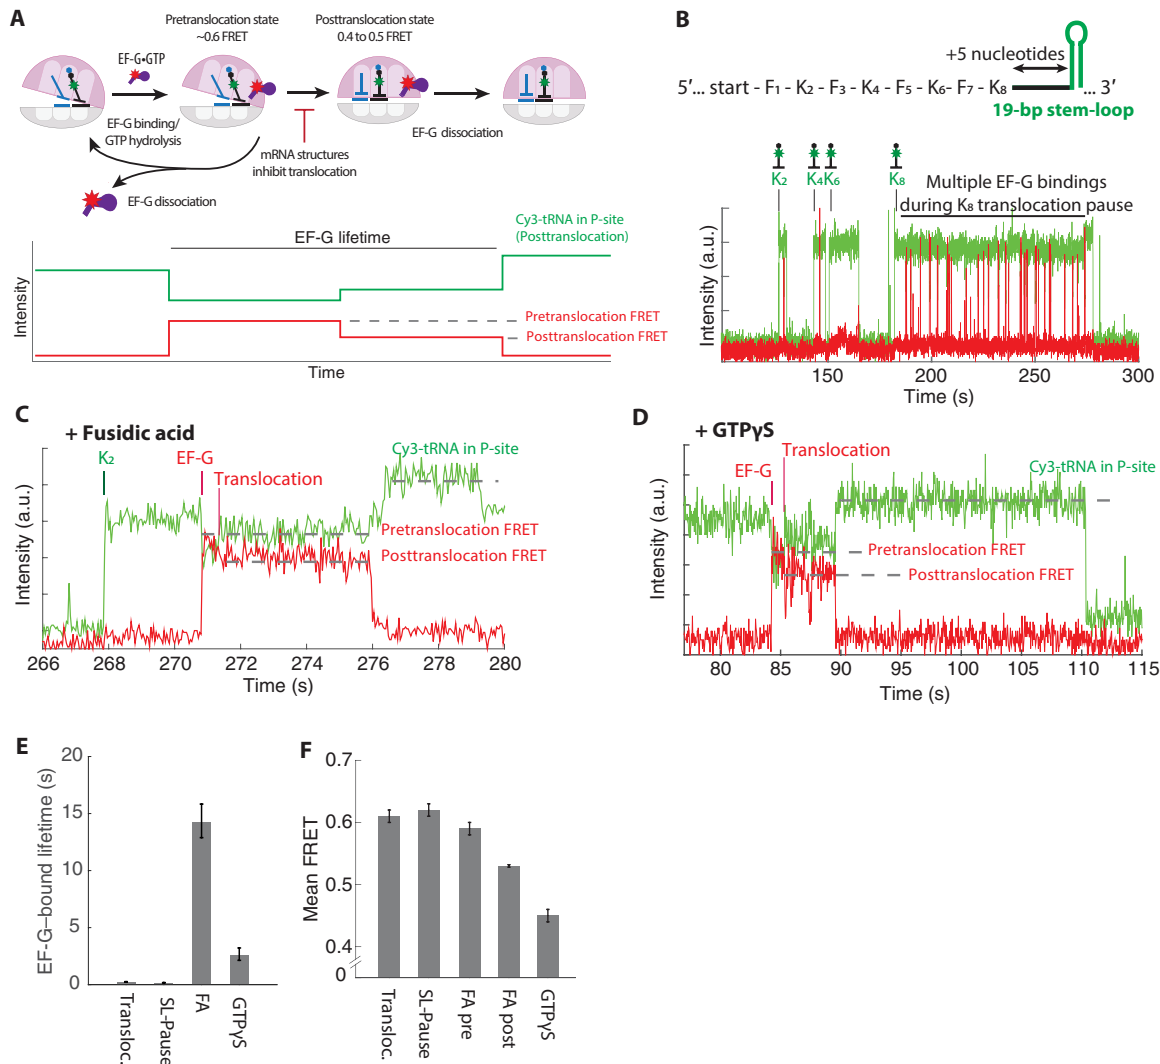 A
Pretranslocation state
~0.6 FRET
Posttranslocation state
0.4 to 0.5 FRET
EF-G•GTP
EF-G binding/
GTP hydrolysis
EF-G dissociation
mRNA structures
inhibit translocation
EF-G dissociation
Cy3-tRNA in P-site
(Posttranslocation)
EF-G lifetime
Intensity
Pretranslocation FRET
Posttranslocation FRET
Time
B
+5 nucleotides
5′... start - F₁ - K₂ - F₃ - K₄ - F₅ - K₆- F₇ - K₈ ... 3′
19-bp stem-loop
K₂ K₄ K₆ K₈
Multiple EF-G bindings
during K₈ translocation pause
Intensity (a.u.)
150 200 250 300
Time (s)
C
+ Fusidic acid
Cy3-tRNA in P-site
K₂
EF-G
Translocation
Pretranslocation FRET
Posttranslocation FRET
Intensity (a.u.)
266 268 270 272 274 276 278 280
Time (s)
D
+ GTPγS
Translocation
Cy3-tRNA in P-site
EF-G
Pretranslocation FRET
Posttranslocation FRET
Intensity (a.u.)
80 85 90 95 100 105 110 115
Time (s)
E
EF-G–bound lifetime (s)
20
15
10
5
0
Transloc.
SL-Pause
FA
GTPγS
F
Mean FRET
0.7
0.6
0.5
0.4
0
Transloc.
SL-Pause
FA pre
FA post
GTPγS